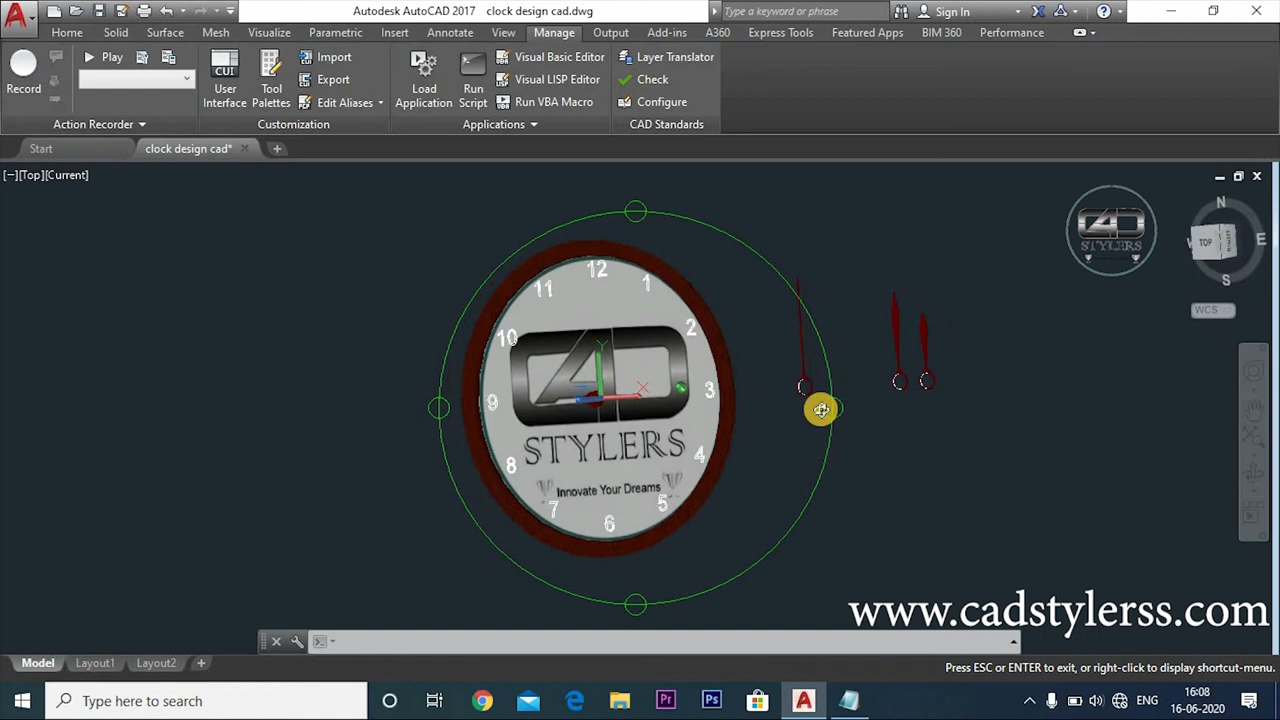 Autodesk AutoCAD 2017 clock design cad.dwg
Type a keyword or phrase
Sign In
Home Solid Surface Mesh Visualize Parametric Insert Annotate View Manage Output Add-ins A360 Express Tools Featured Apps BIM 360 Performance
Record
Play
Action Recorder
CUI
User Interface
Tool Palettes
Import
Export
Edit Aliases
Customization
Load Application
Run Script
Visual Basic Editor
Visual LISP Editor
Run VBA Macro
Applications
Layer Translator
Check
Configure
CAD Standards
Start
clock design cad*
[−][Top][Current]
N
TOP
E
S
WCS
STYLERS
12
11
1
10
2
Y
X
9
3
STYLERS
8
4
Innovate Your Dreams
7
5
6
www.cadstylerss.com
Model Layout1 Layout2
Press ESC or ENTER to exit, or right-click to display shortcut-menu.
Type here to search
Pr
Ps
ENG
16:08
16-06-2020